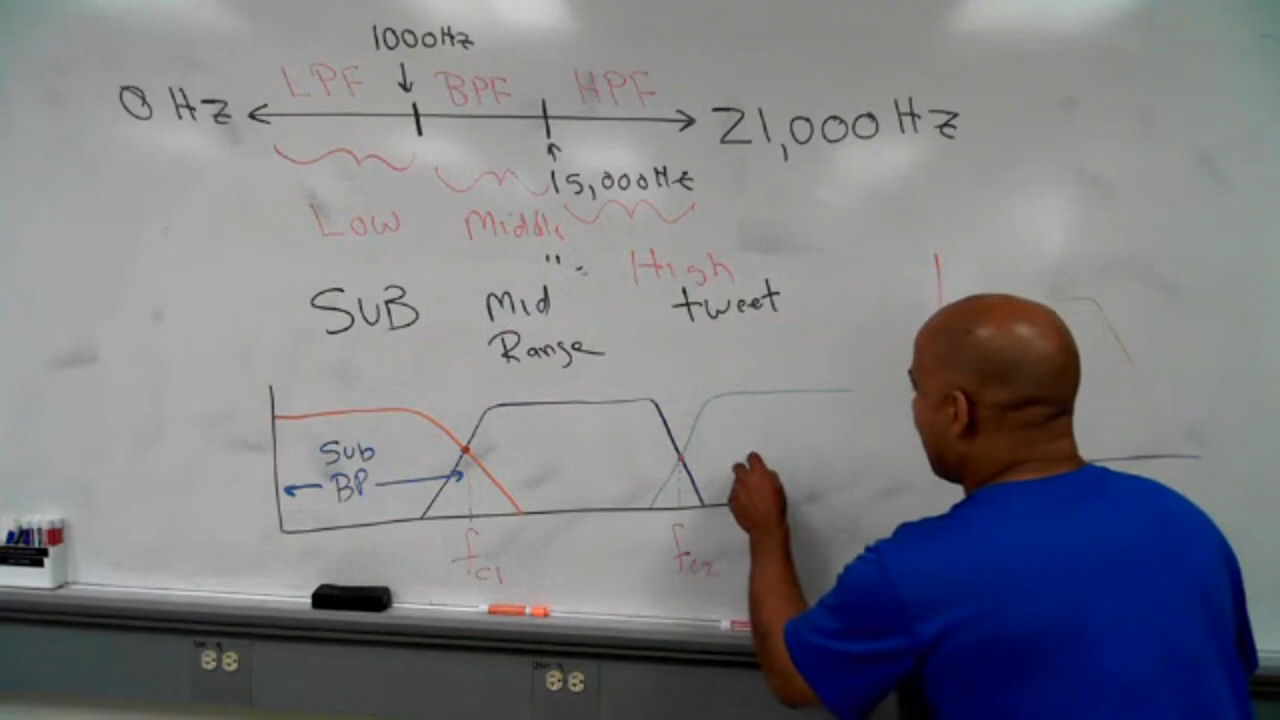 1000Hz
LPF BPF HPF
0 Hz 21,000 Hz
15,000Hz
Low Middle
High
SUB Mid tweet
Range
Sub
BP
fc1 fc2